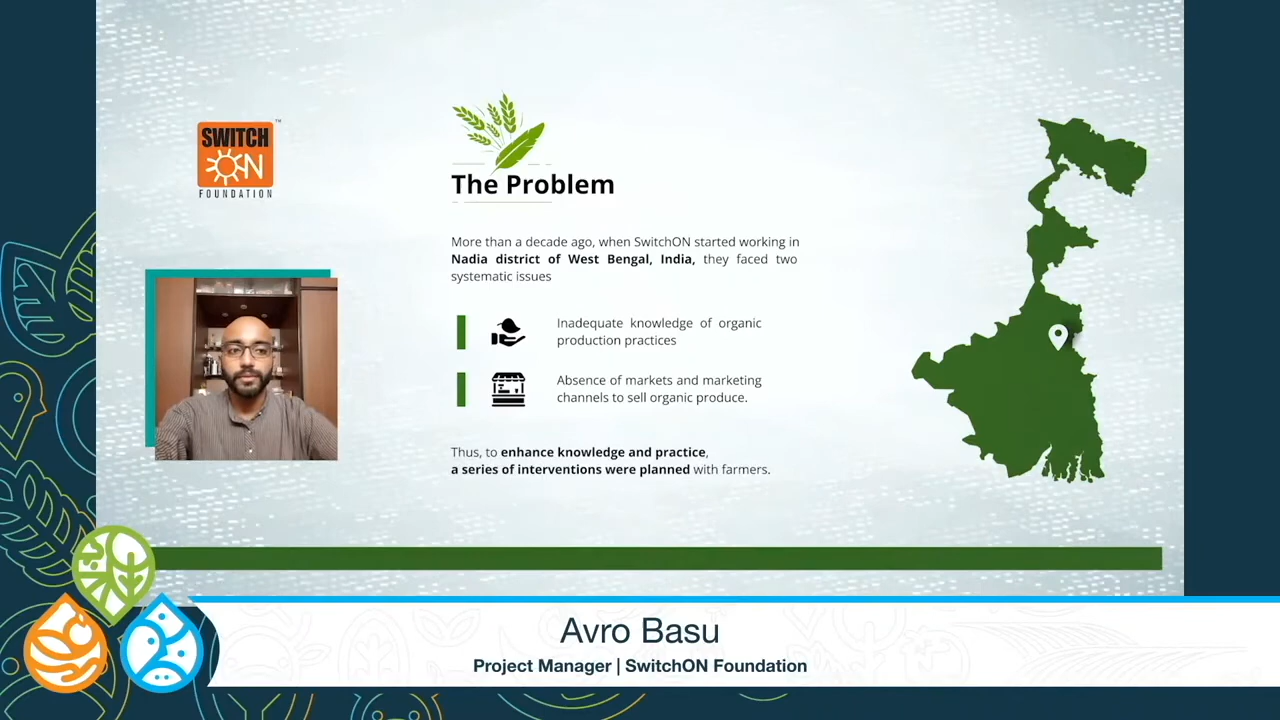 SWITCH
ON
FOUNDATION
TM
The Problem
More than a decade ago, when SwitchON started working in
Nadia district of West Bengal, India, they faced two
systematic issues
Inadequate knowledge of organic
production practices
Absence of markets and marketing
channels to sell organic produce.
Thus, to enhance knowledge and practice,
a series of interventions were planned with farmers.
Avro Basu
Project Manager | SwitchON Foundation